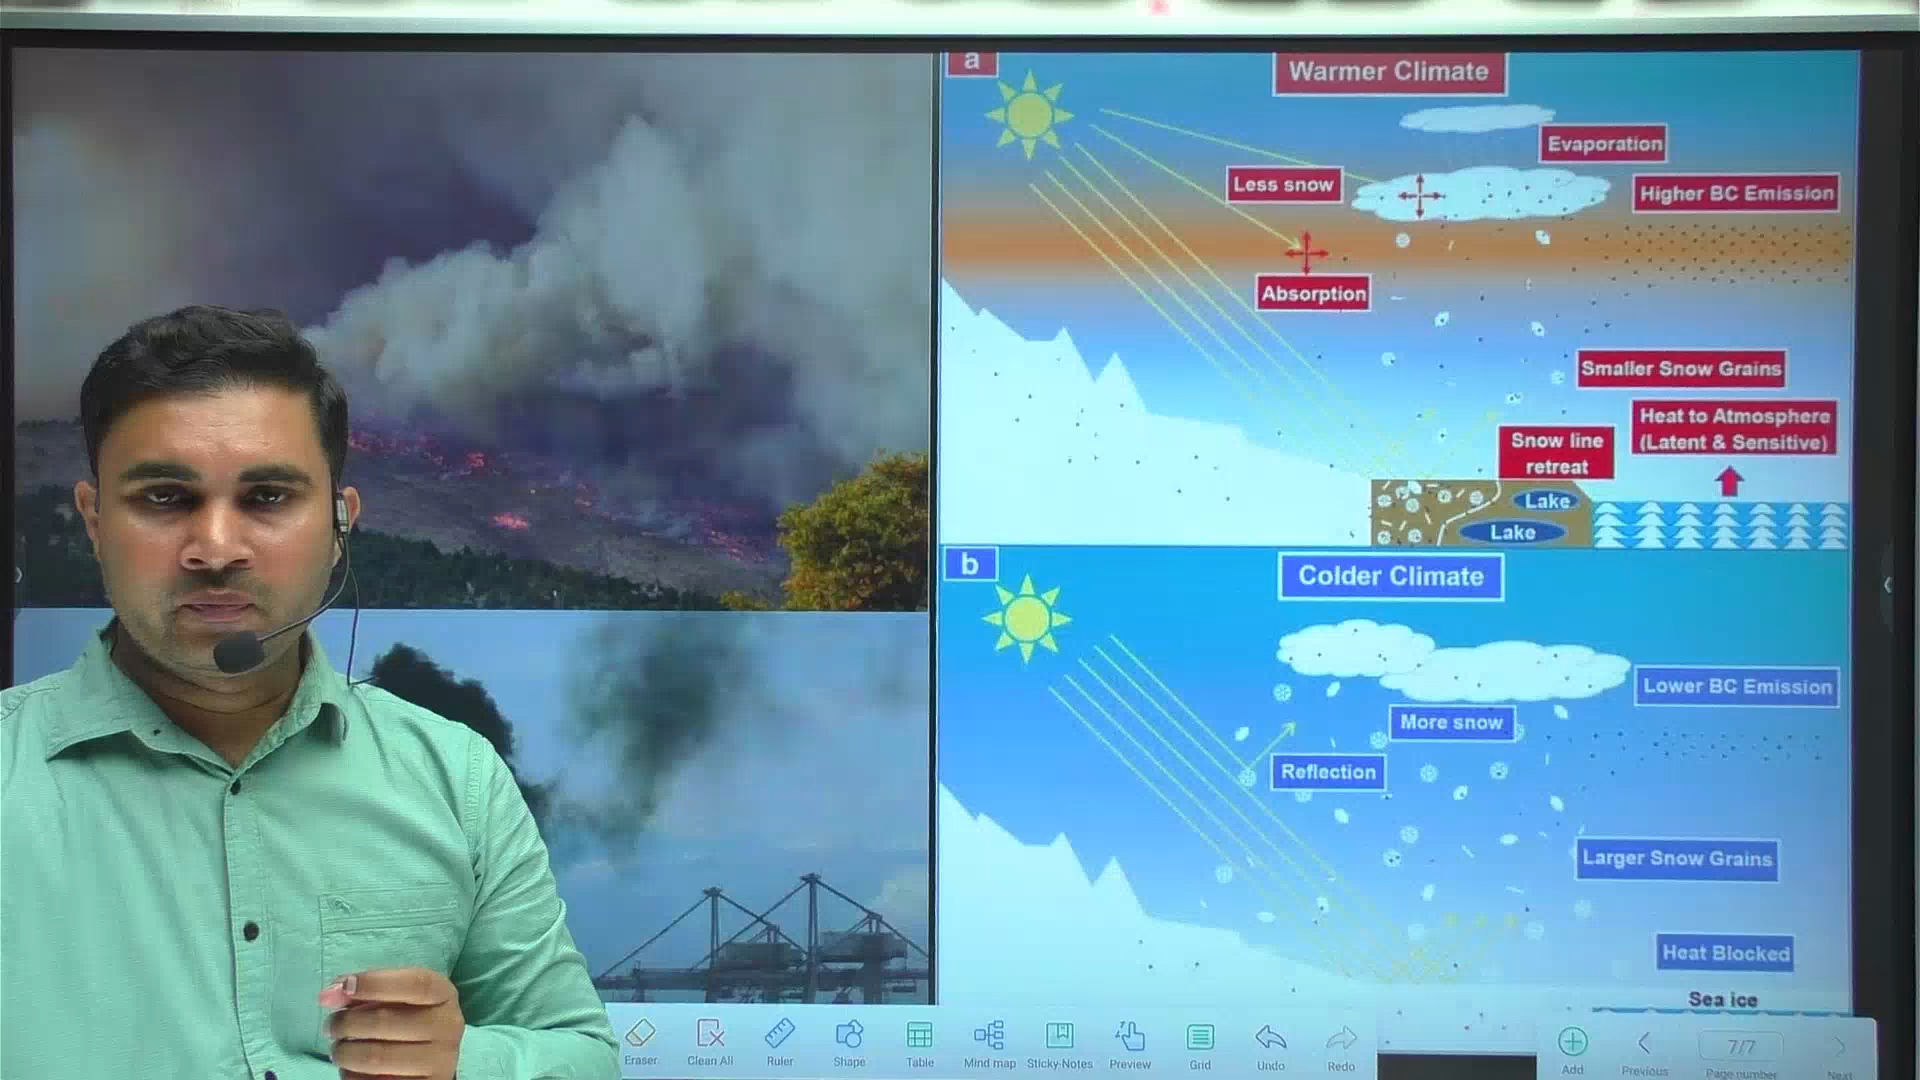 a
Warmer Climate
Evaporation
Less snow
Higher BC Emission
Absorption
Smaller Snow Grains
Heat to Atmosphere
(Latent & Sensitive)
Snow line
retreat
Lake
Lake
b
Colder Climate
Lower BC Emission
More snow
Reflection
Larger Snow Grains
Heat Blocked
Sea ice
Eraser
Clean All
Ruler
Shape
Table
Mind map
Sticky-Notes
Preview
Grid
Undo
Redo
Add
Previous
7/7
Page number
Next